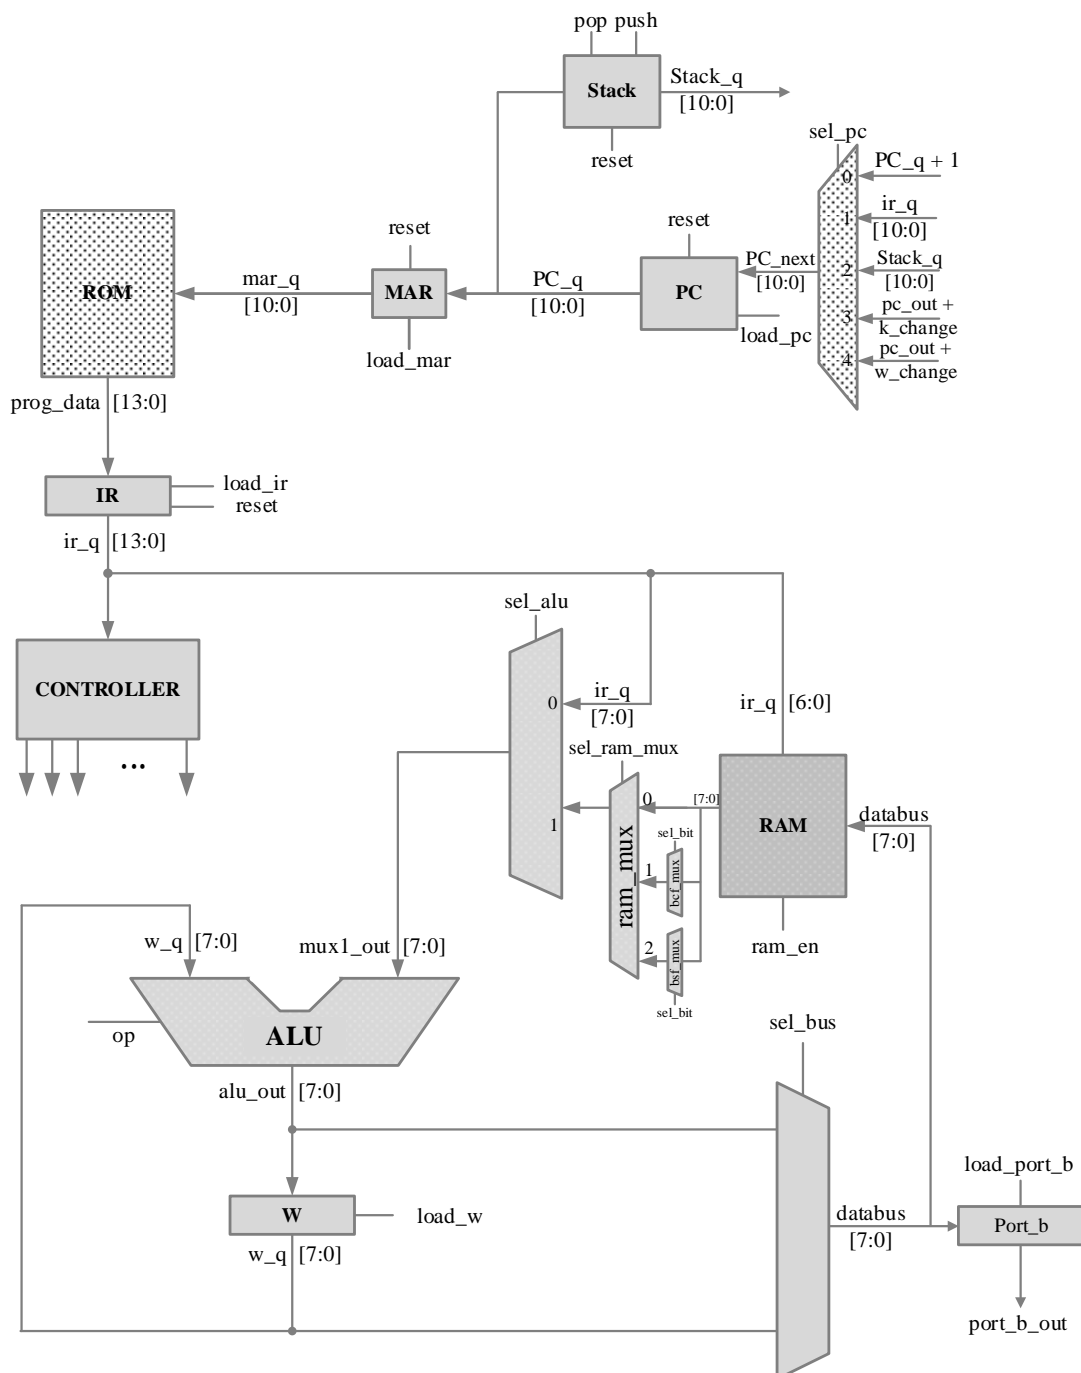 pop push
Stack
Stack_q
[10:0]
reset
sel_pc
0
PC_q + 1
1
ir_q
[10:0]
2
Stack_q
[10:0]
3
pc_out +
k_change
4
pc_out +
w_change
PC_next
[10:0]
reset
PC
load_pc
PC_q
[10:0]
reset
MAR
load_mar
mar_q
[10:0]
ROM
prog_data [13:0]
IR
load_ir
reset
ir_q [13:0]
CONTROLLER
...
sel_alu
0
ir_q
[7:0]
1
sel_ram_mux
ram_mux
0
[7:0]
1
sel_bit
bcf_mux
2
bsf_mux
sel_bit
ir_q [6:0]
RAM
databus
[7:0]
ram_en
w_q [7:0]
mux1_out [7:0]
ALU
op
alu_out [7:0]
W
load_w
w_q [7:0]
sel_bus
databus
[7:0]
load_port_b
Port_b
port_b_out